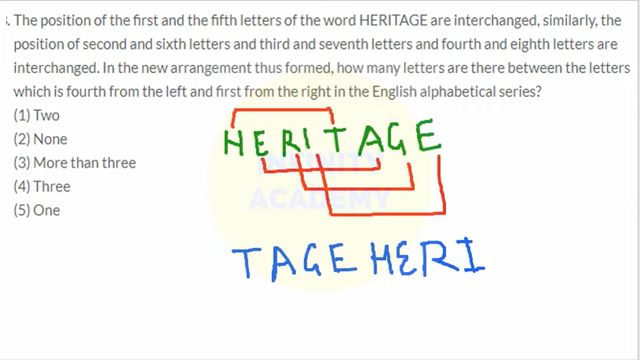 . The position of the first and the fifth letters of the word HERITAGE are interchanged, similarly, the
position of second and sixth letters and third and seventh letters and fourth and eighth letters are
interchanged. In the new arrangement thus formed, how many letters are there between the letters
which is fourth from the left and first from the right in the English alphabetical series?
(1) Two
(2) None
(3) More than three
(4) Three
(5) One
HERITAGE
INFINITY
ACADEMY
TAGE HERI